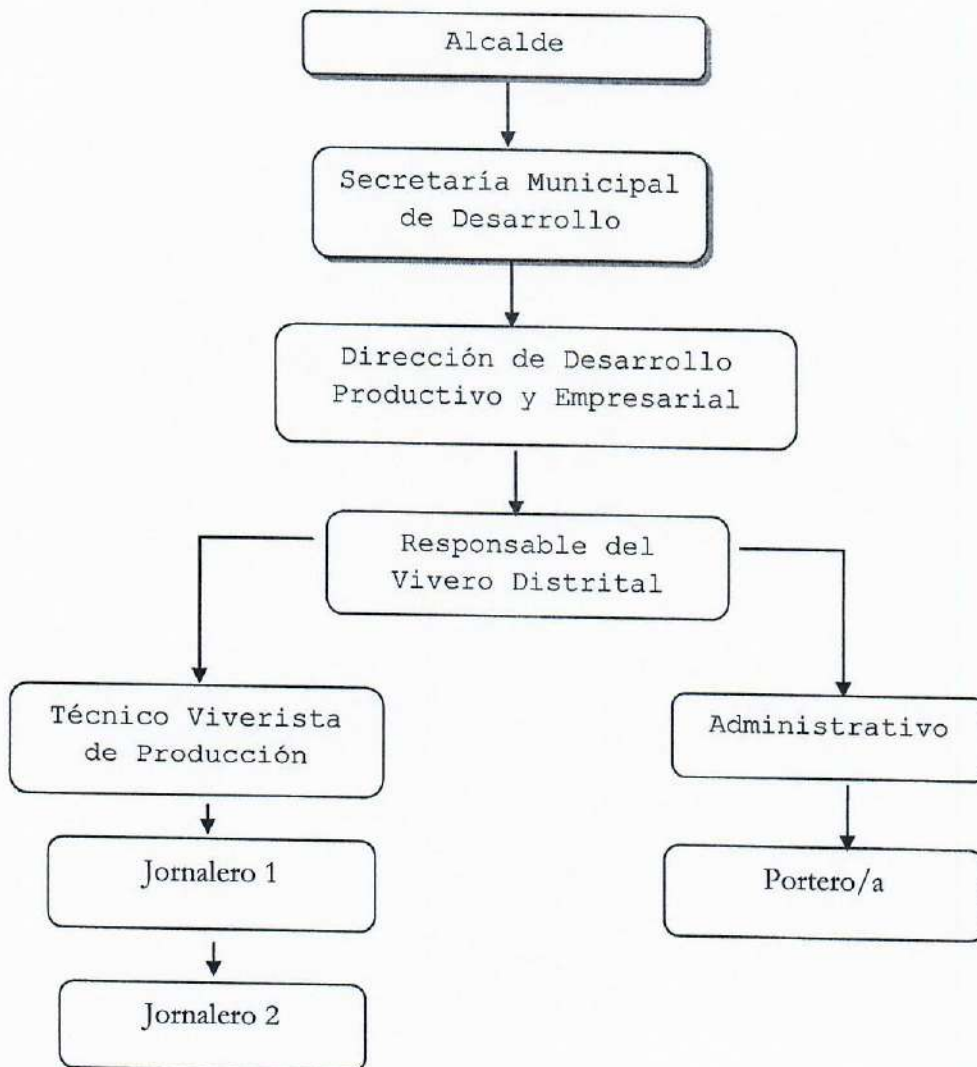 Alcalde
Secretaría Municipal
de Desarrollo
Dirección de Desarrollo
Productivo y Empresarial
Responsable del
Vivero Distrital
Técnico Viverista
de Producción
Administrativo
Jornalero 1
Portero/a
Jornalero 2